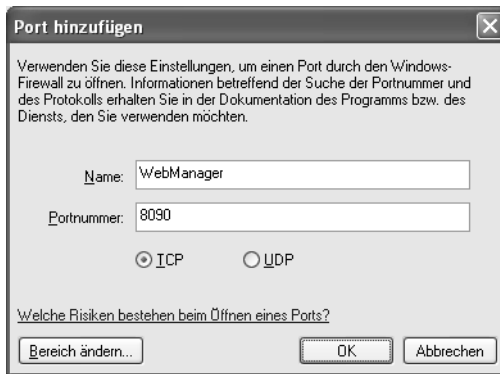 Port hinzufügen
Verwenden Sie diese Einstellungen, um einen Port durch den Windows-
Firewall zu öffnen. Informationen betreffend der Suche der Portnummer und
des Protokolls erhalten Sie in der Dokumentation des Programms bzw. des
Diensts, den Sie verwenden möchten.
Name: WebManager
Portnummer: 8090
TCP UDP
Welche Risiken bestehen beim Öffnen eines Ports?
Bereich ändern... OK Abbrechen